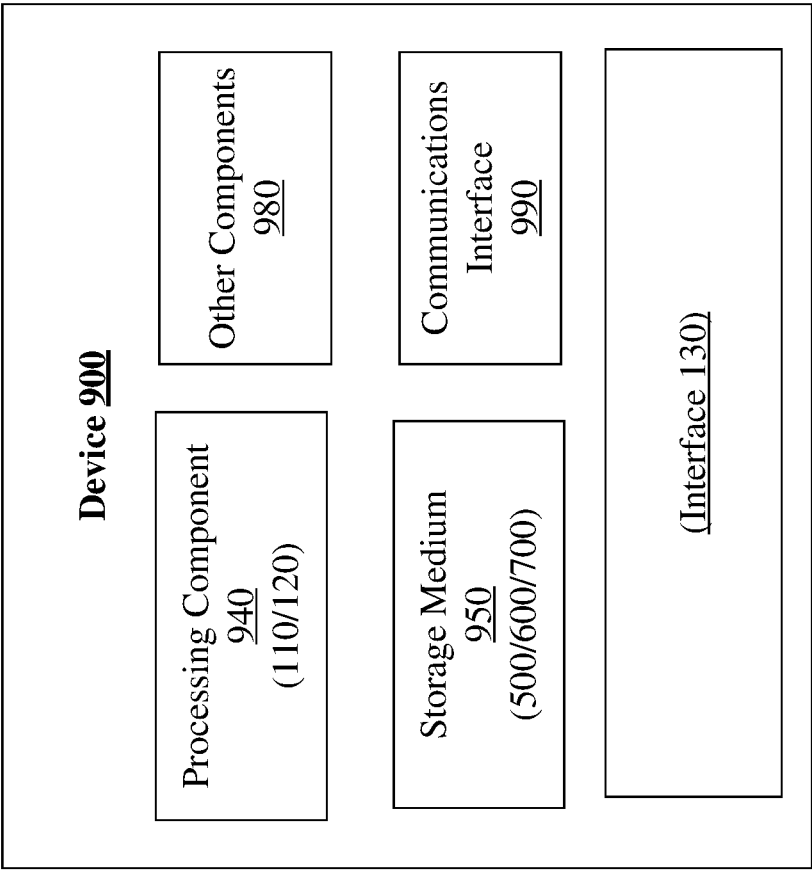 Device 900
Processing Component
940
(110/120)
Other Components
980
Storage Medium
950
(500/600/700)
Communications
Interface
990
(Interface 130)